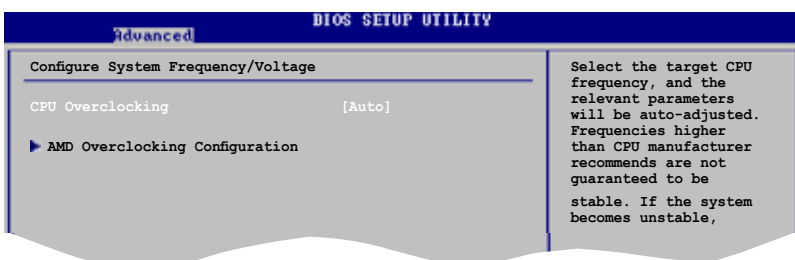 BIOS SETUP UTILITY
Advanced
Configure System Frequency/Voltage
CPU Overclocking [Auto]
AMD Overclocking Configuration
Select the target CPU
frequency, and the
relevant parameters
will be auto-adjusted.
Frequencies higher
than CPU manufacturer
recommends are not
guaranteed to be
stable. If the system
becomes unstable,